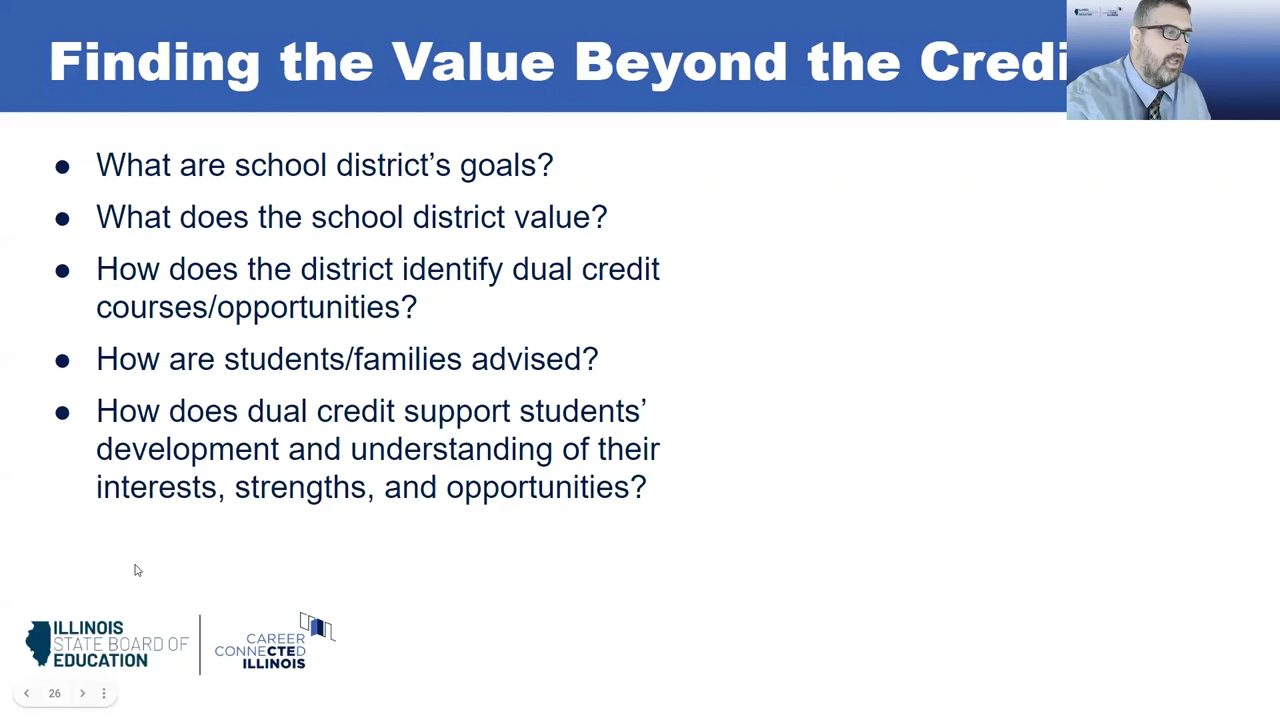 Finding the Value Beyond the Credi
● What are school district's goals?
● What does the school district value?
● How does the district identify dual credit
courses/opportunities?
● How are students/families advised?
● How does dual credit support students'
development and understanding of their
interests, strengths, and opportunities?
ILLINOIS
STATE BOARD OF
EDUCATION
CAREER
CONNECTED
ILLINOIS
26